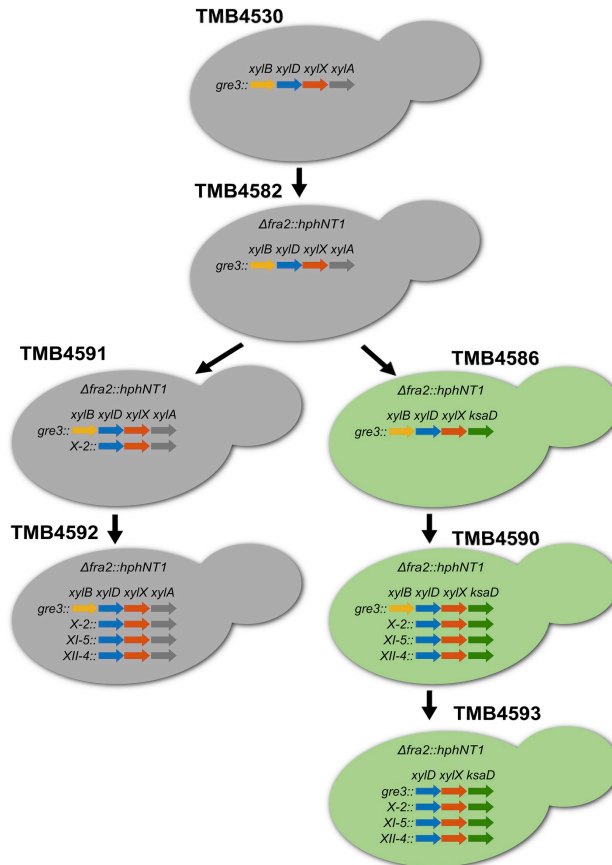 TMB4530
xylB xylD xylX xylA
gre3::
TMB4582
Δfra2::hphNT1
xylB xylD xylX xylA
gre3::
TMB4591
Δfra2::hphNT1
xylB xylD xylX xylA
gre3::
X-2::
TMB4586
Δfra2::hphNT1
xylB xylD xylX ksaD
gre3::
TMB4592
Δfra2::hphNT1
xylB xylD xylX xylA
gre3::
X-2::
XI-5::
XII-4::
TMB4590
Δfra2::hphNT1
xylB xylD xylX ksaD
gre3::
X-2::
XI-5::
XII-4::
TMB4593
Δfra2::hphNT1
xylD xylX ksaD
gre3::
X-2::
XI-5::
XII-4::